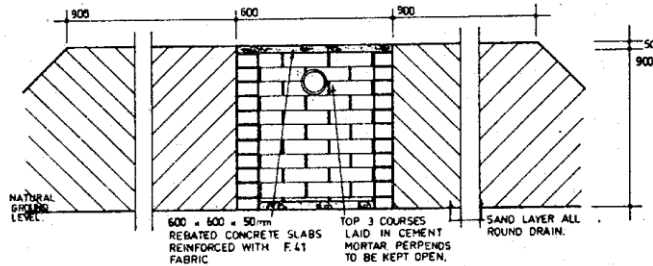 900 600 900
50
900
NATURAL
GROUND
LEVEL.
600 x 600 x 50mm
REBATED CONCRETE SLABS
REINFORCED WITH F.41
FABRIC
TOP 3 COURSES
LAID IN CEMENT
MORTAR. PERPENDS
TO BE KEPT OPEN.
SAND LAYER ALL
ROUND DRAIN.